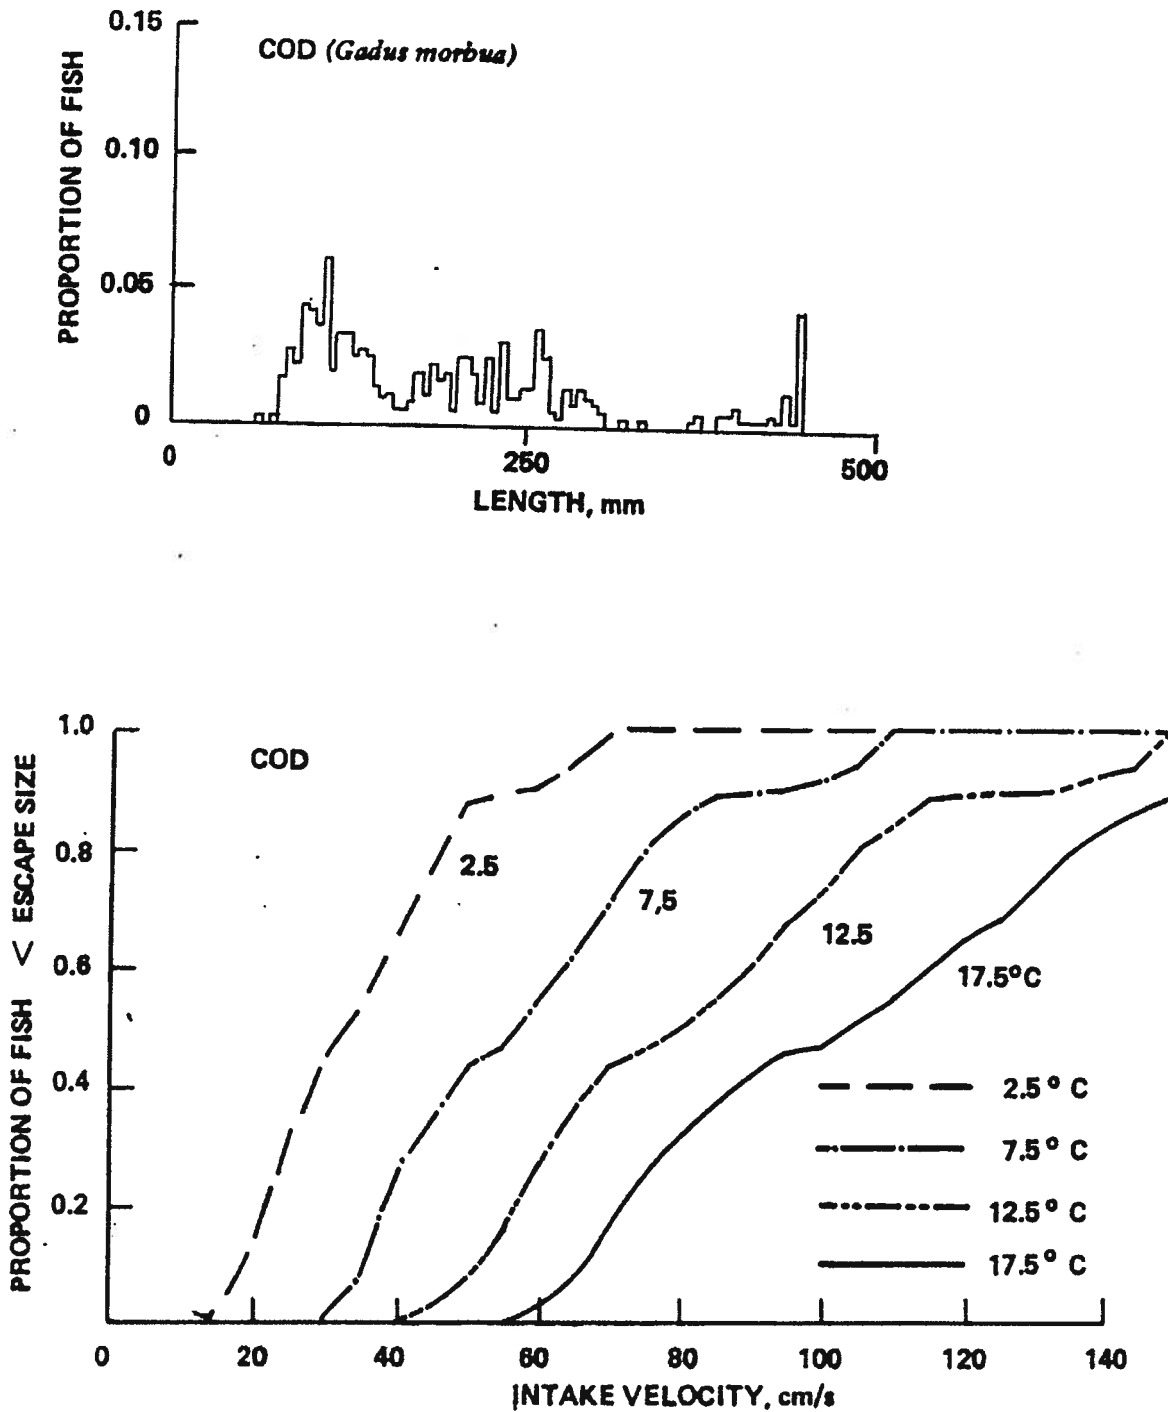 0.15
COD (Gadus morbua)
0.10
0.05
0
PROPORTION OF FISH
0
250
500
LENGTH, mm
1.0
COD
0.8
2.5
7,5
12.5
0.6
17.5°C
0.4
2.5° C
7.5° C
0.2
12.5° C
17.5° C
PROPORTION OF FISH < ESCAPE SIZE
0
20
40
60
80
100
120
140
INTAKE VELOCITY, cm/s